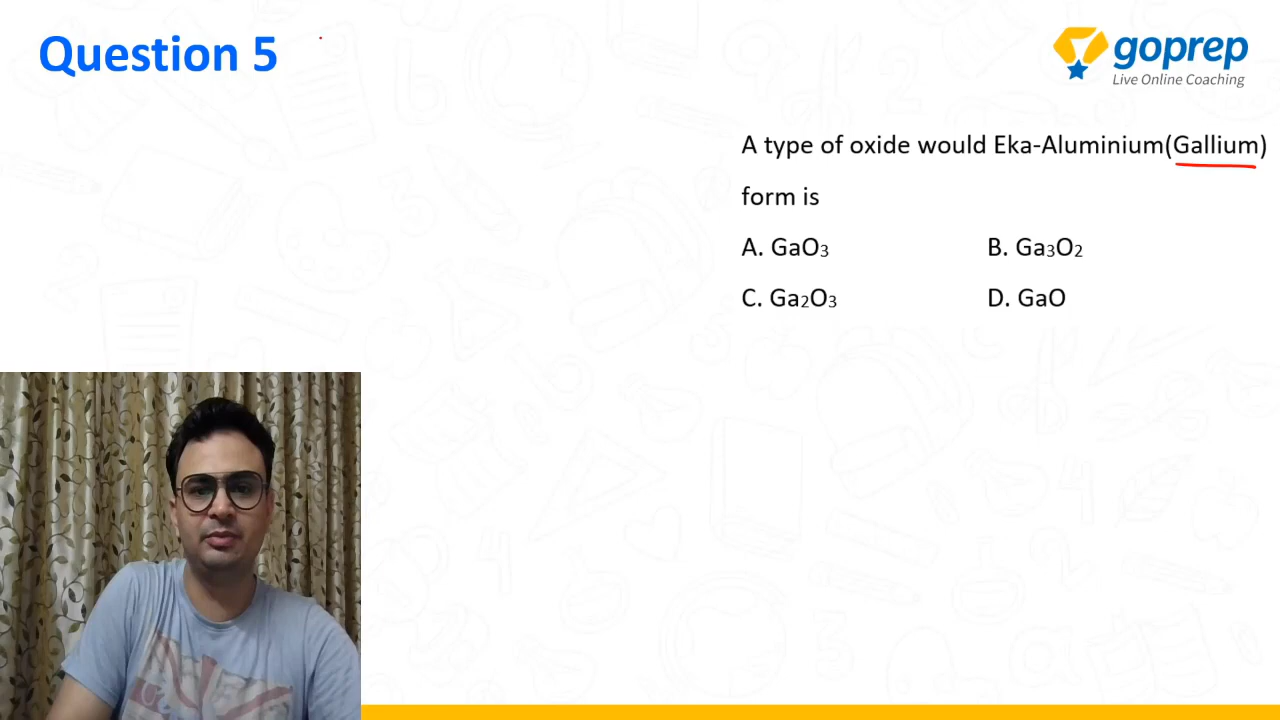 Question 5
goprep
Live Online Coaching
A type of oxide would Eka-Aluminium(Gallium)
form is
A. GaO₃ B. Ga₃O₂
C. Ga₂O₃ D. GaO